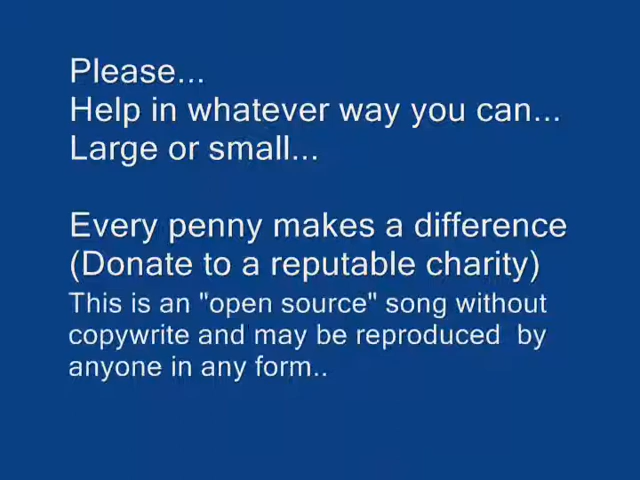 Please...
Help in whatever way you can...
Large or small...
Every penny makes a difference
(Donate to a reputable charity)
This is an "open source" song without
copywrite and may be reproduced  by
anyone in any form..